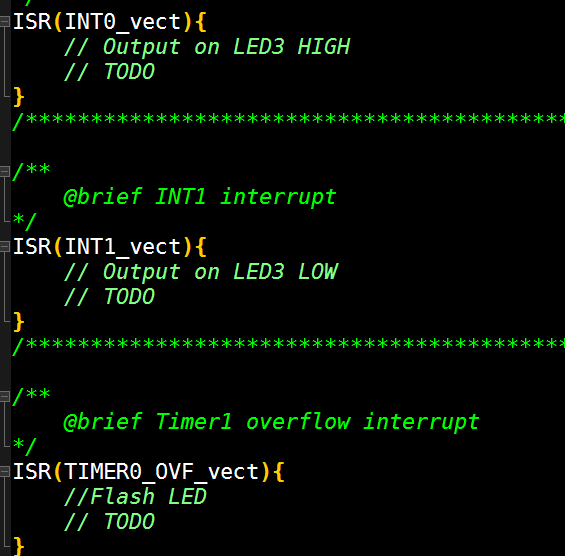 */
ISR(INT0_vect){
// Output on LED3 HIGH
// TODO
}
/******************************************
/**
@brief INT1 interrupt
*/
ISR(INT1_vect){
// Output on LED3 LOW
// TODO
}
/******************************************
/**
@brief Timer1 overflow interrupt
*/
ISR(TIMER0_OVF_vect){
//Flash LED
// TODO
}